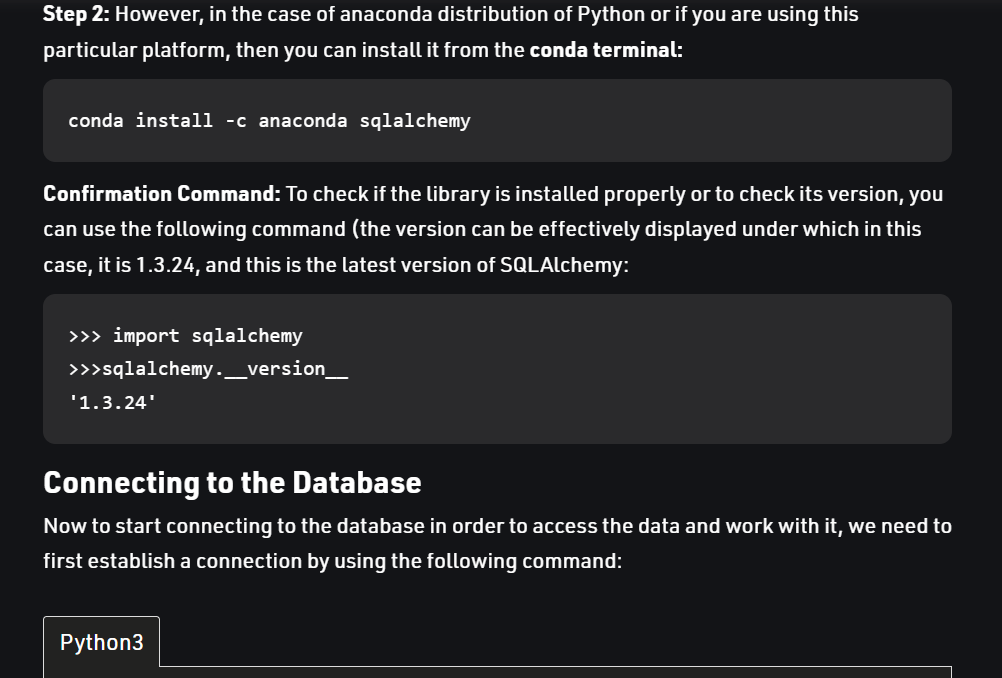 Step 2: However, in the case of anaconda distribution of Python or if you are using this
particular platform, then you can install it from the conda terminal:
conda install -c anaconda sqlalchemy
Confirmation Command: To check if the library is installed properly or to check its version, you
can use the following command (the version can be effectively displayed under which in this
case, it is 1.3.24, and this is the latest version of SQLAlchemy:
>>> import sqlalchemy
>>>sqlalchemy.__version__
'1.3.24'
Connecting to the Database
Now to start connecting to the database in order to access the data and work with it, we need to
first establish a connection by using the following command:
Python3